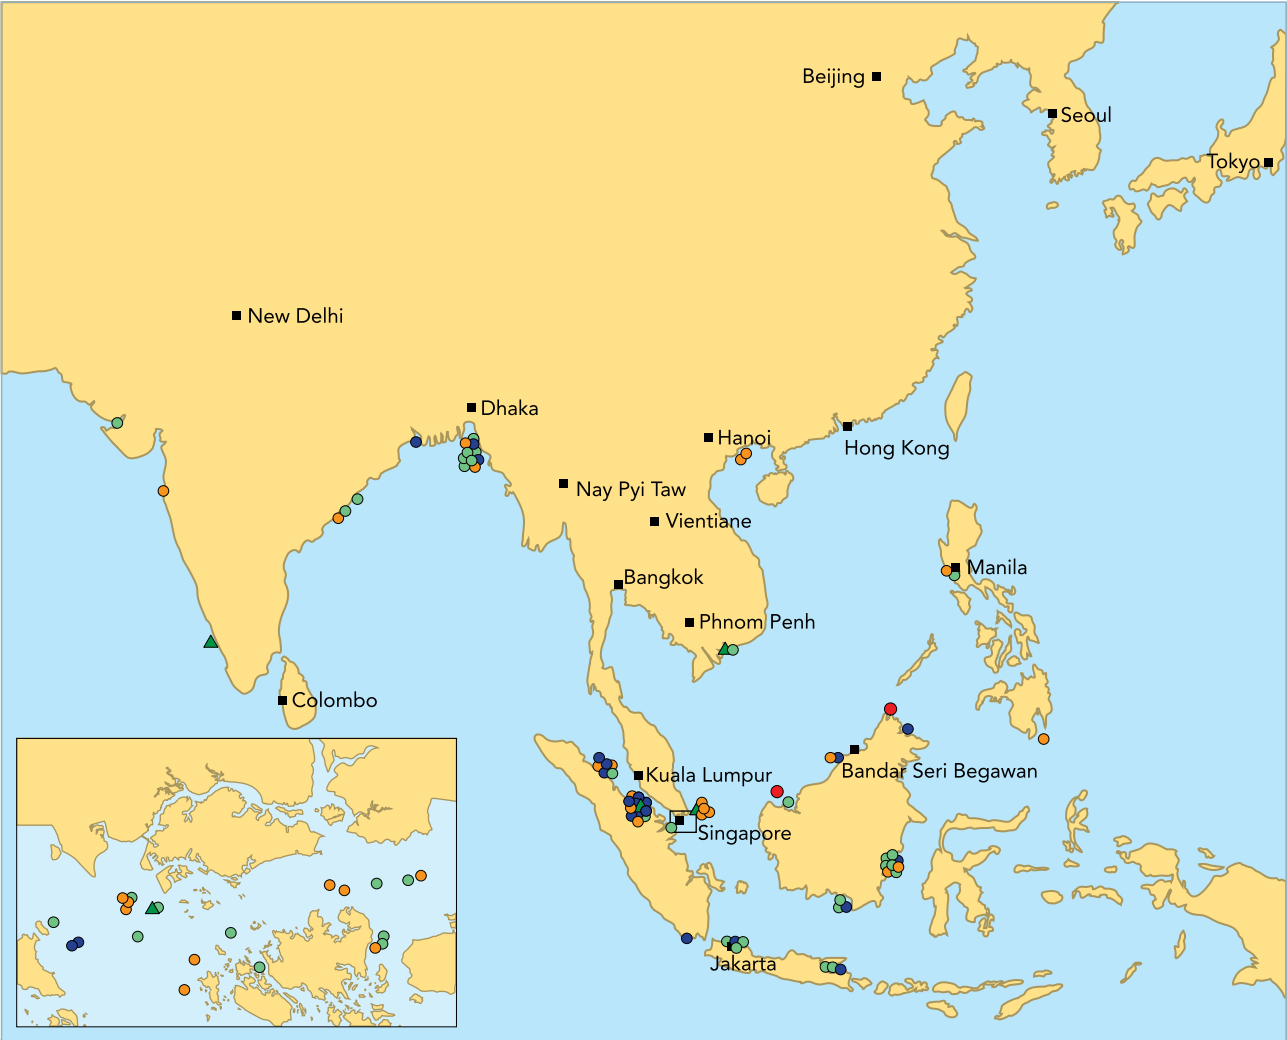 Beijing
Seoul
Tokyo
New Delhi
Dhaka
Hanoi
Hong Kong
Nay Pyi Taw
Vientiane
Bangkok
Manila
Phnom Penh
Colombo
Kuala Lumpur
Bandar Seri Begawan
Singapore
Jakarta